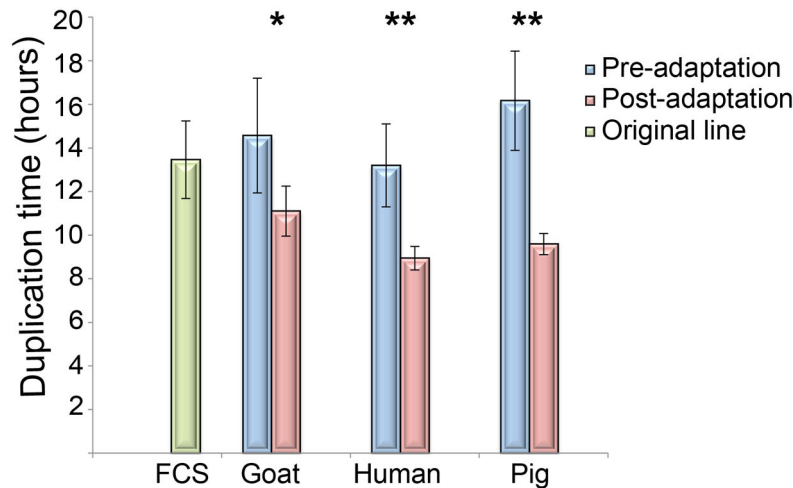 Duplication time (hours)
20
18
16
14
12
10
8
6
4
2
* ** **
Pre-adaptation
Post-adaptation
Original line
FCS Goat Human Pig